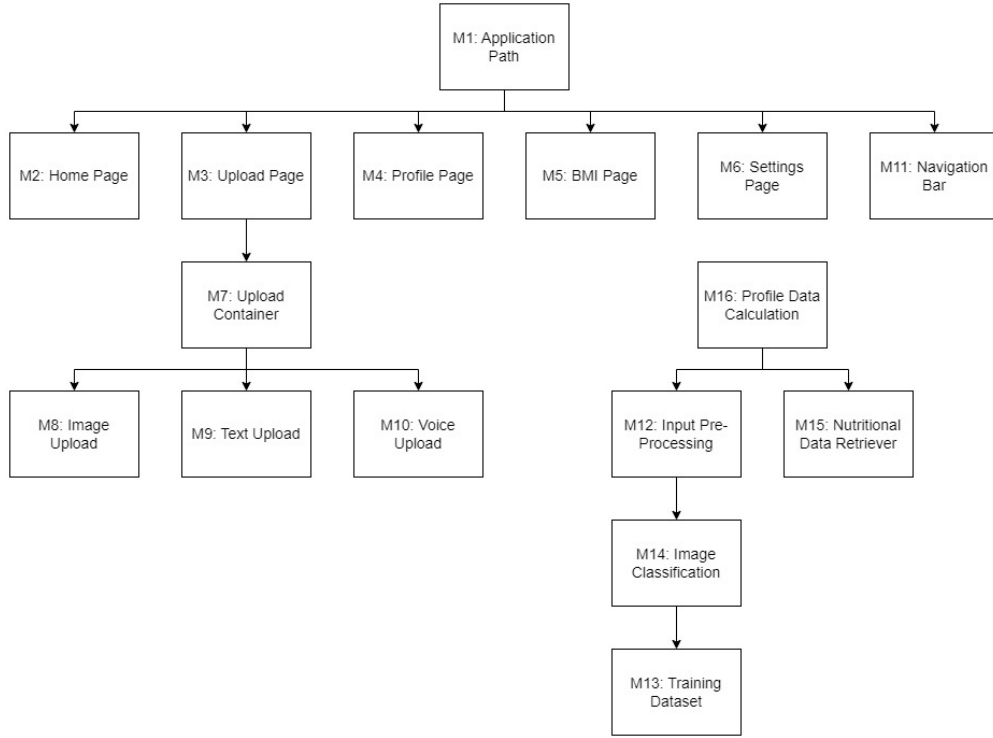 M1: Application
Path
M2: Home Page
M3: Upload Page
M4: Profile Page
M5: BMI Page
M6: Settings
Page
M11: Navigation
Bar
M7: Upload
Container
M16: Profile Data
Calculation
M8: Image
Upload
M9: Text Upload
M10: Voice
Upload
M12: Input Pre-
Processing
M15: Nutritional
Data Retriever
M14: Image
Classification
M13: Training
Dataset